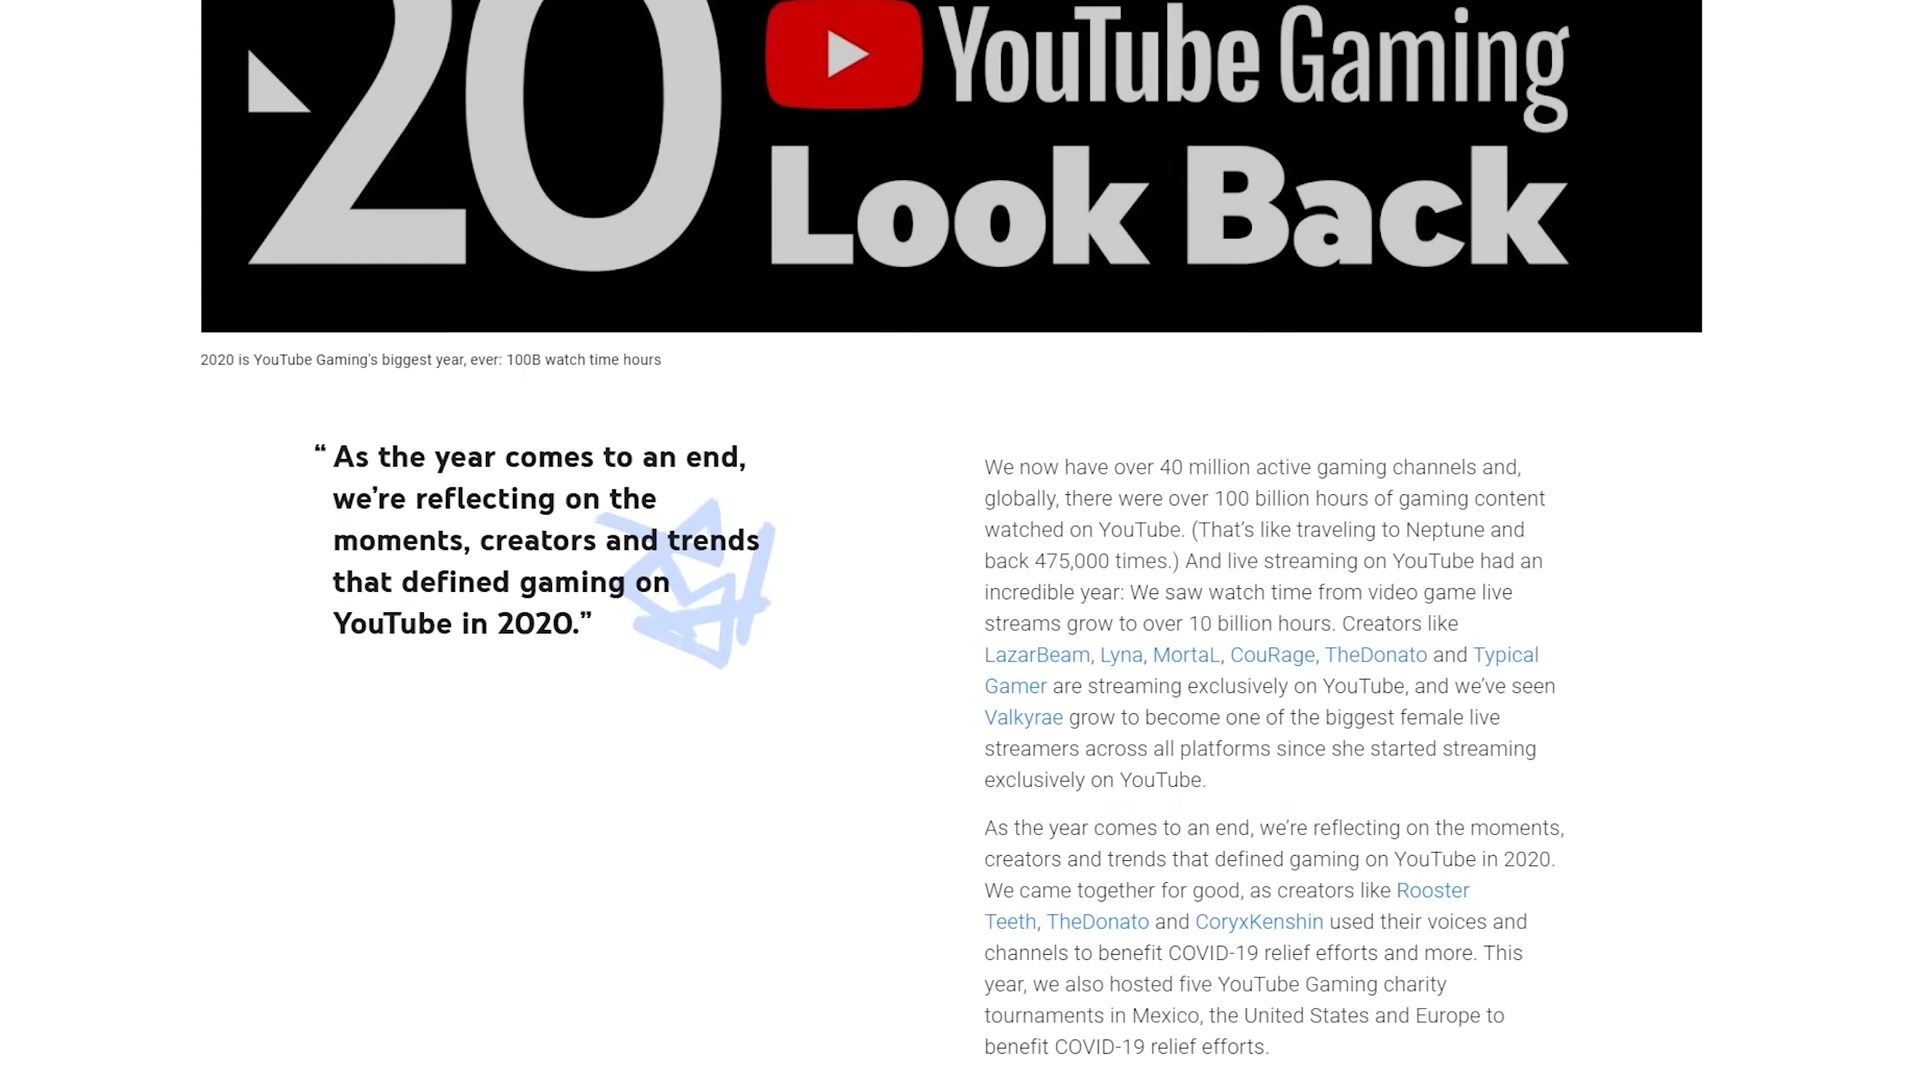 20 YouTube Gaming
Look Back
2020 is YouTube Gaming's biggest year, ever: 100B watch time hours
“ As the year comes to an end,
we’re reflecting on the
moments, creators and trends
that defined gaming on
YouTube in 2020.”
We now have over 40 million active gaming channels and,
globally, there were over 100 billion hours of gaming content
watched on YouTube. (That’s like traveling to Neptune and
back 475,000 times.) And live streaming on YouTube had an
incredible year: We saw watch time from video game live
streams grow to over 10 billion hours. Creators like
LazarBeam, Lyna, MortaL, CouRage, TheDonato and Typical
Gamer are streaming exclusively on YouTube, and we’ve seen
Valkyrae grow to become one of the biggest female live
streamers across all platforms since she started streaming
exclusively on YouTube.
As the year comes to an end, we’re reflecting on the moments,
creators and trends that defined gaming on YouTube in 2020.
We came together for good, as creators like Rooster
Teeth, TheDonato and CoryxKenshin used their voices and
channels to benefit COVID-19 relief efforts and more. This
year, we also hosted five YouTube Gaming charity
tournaments in Mexico, the United States and Europe to
benefit COVID-19 relief efforts.